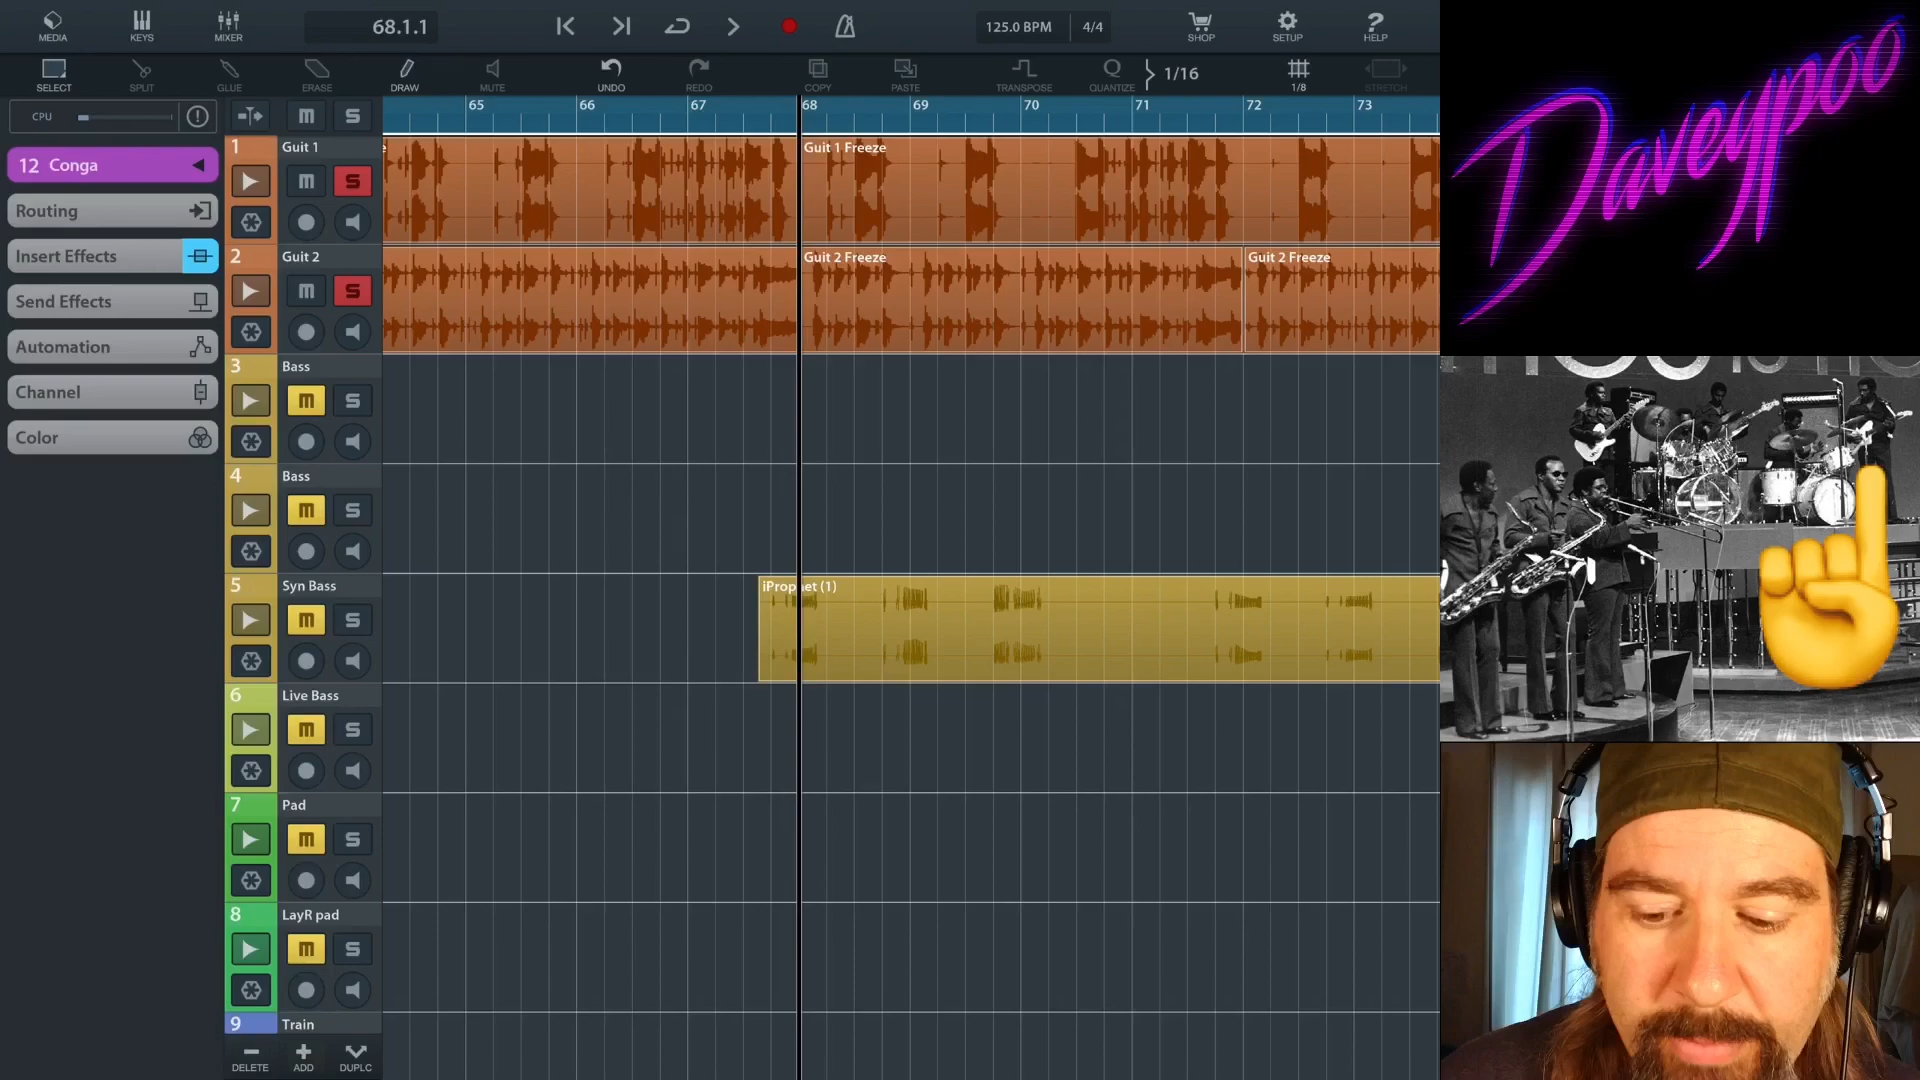 MEDIA
KEYS
MIXER
68.1.1
125.0 BPM
4/4
SHOP
SETUP
HELP
SELECT
SPLIT
GLUE
ERASE
DRAW
MUTE
UNDO
REDO
COPY
PASTE
TRANSPOSE
Q
QUANTIZE
1/16
1/8
STRETCH
CPU
m
S
65
66
67
68
69
70
71
72
73
12 Conga
Routing
Insert Effects
Send Effects
Automation
Channel
Color
1
Guit 1
m
S
e
Guit 1 Freeze
2
Guit 2
m
S
Guit 2 Freeze
Guit 2 Freeze
3
Bass
m
S
4
Bass
m
S
5
Syn Bass
m
S
iProphet (1)
6
Live Bass
m
S
7
Pad
m
S
8
LayR pad
m
S
9
Train
DELETE
ADD
DUPLC
Daveypoo